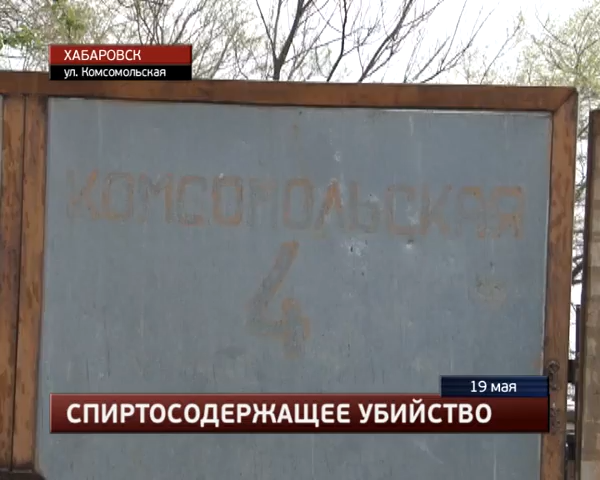 ХАБАРОВСК
ул. Комсомольская
КОМСОМОЛЬСКАЯ
4
19 мая
СПИРТОСОДЕРЖАЩЕЕ УБИЙСТВО